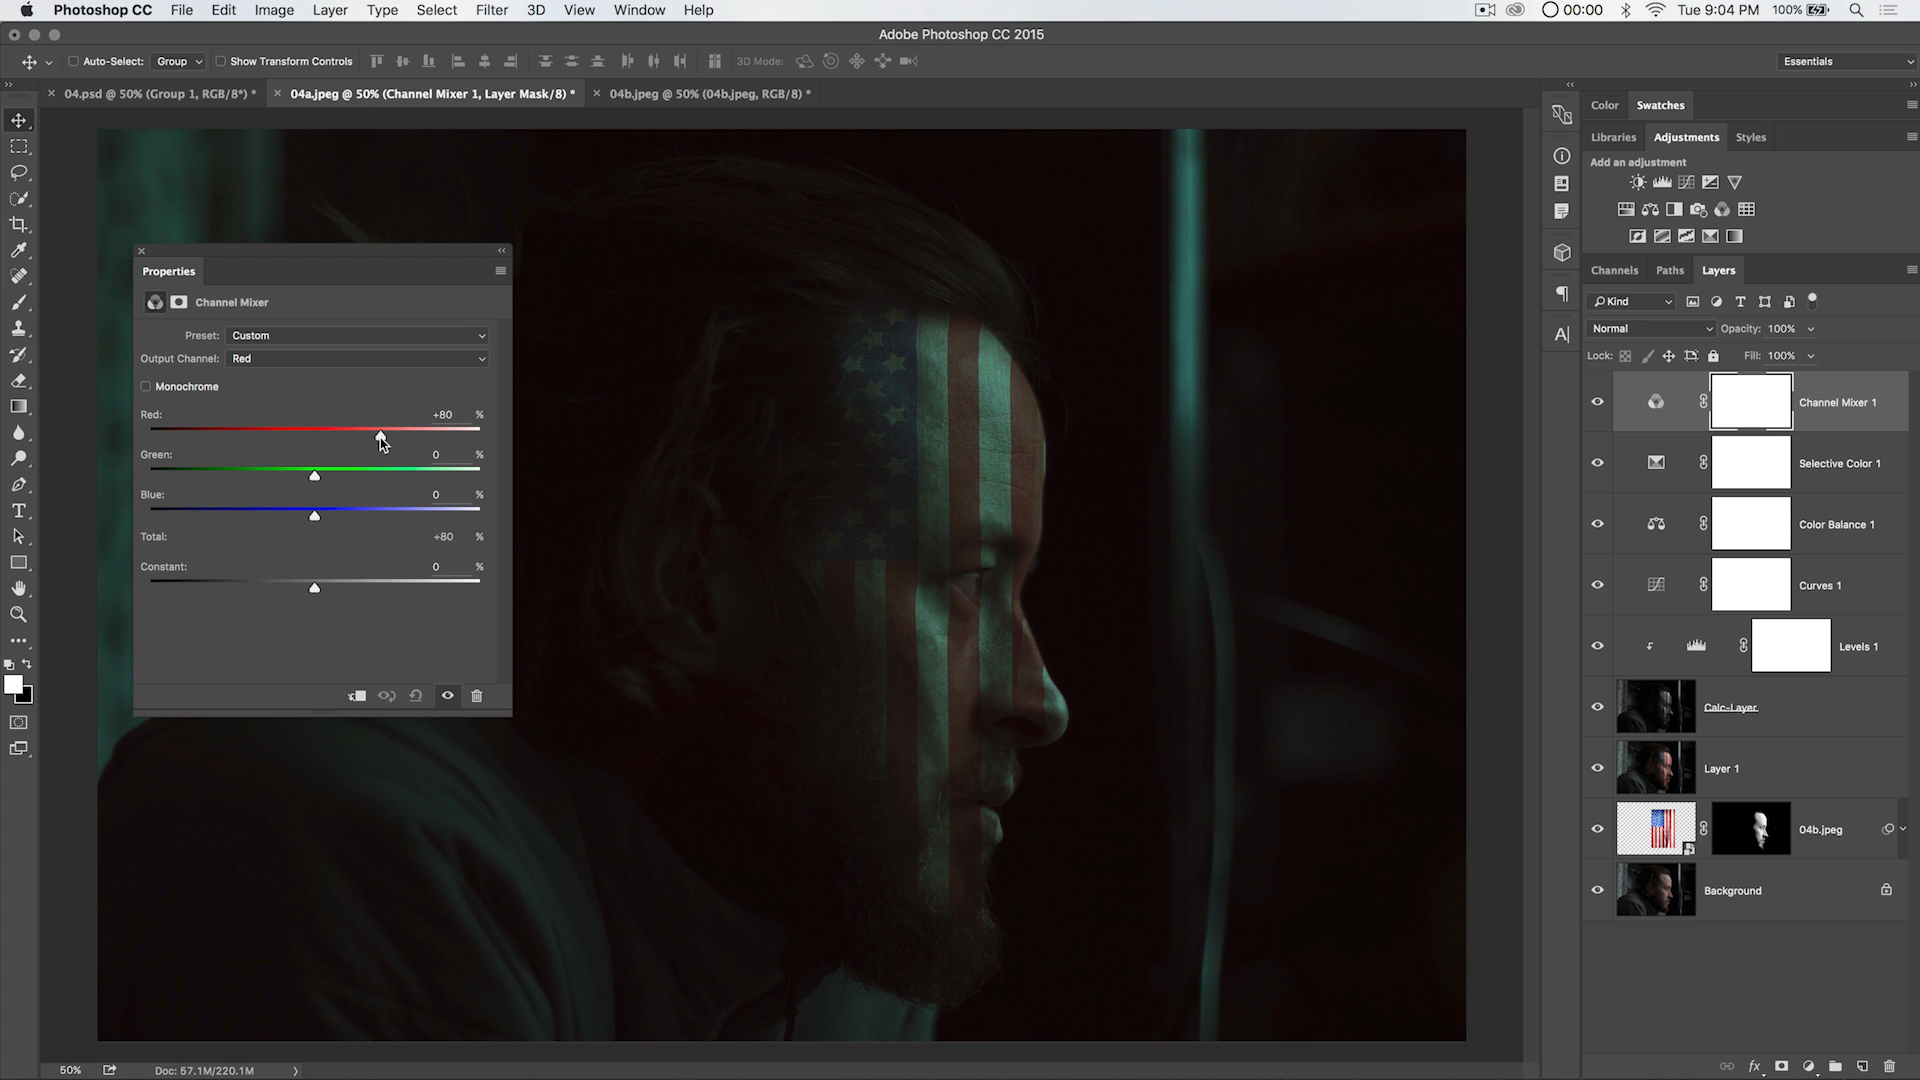 Photoshop CC File Edit Image Layer Type Select Filter 3D View Window Help 00:00 Tue 9:04 PM 100%
Adobe Photoshop CC 2015
Auto-Select: Group Show Transform Controls 3D Mode: Essentials
04.psd @ 50% (Group 1, RGB/8*) * 04a.jpeg @ 50% (Channel Mixer 1, Layer Mask/8) * 04b.jpeg @ 50% (04b.jpeg, RGB/8) *
Color Swatches
Libraries Adjustments Styles
Add an adjustment
Properties
Channel Mixer
Preset: Custom
Output Channel: Red
Monochrome
Red: +80 %
Green: 0 %
Blue: 0 %
Total: +80 %
Constant: 0 %
Channels Paths Layers
Kind
Normal Opacity: 100%
Lock: Fill: 100%
Channel Mixer 1
Selective Color 1
Color Balance 1
Curves 1
Levels 1
Calc-Layer
Layer 1
04b.jpeg
Background
50% Doc: 57.1M/220.1M